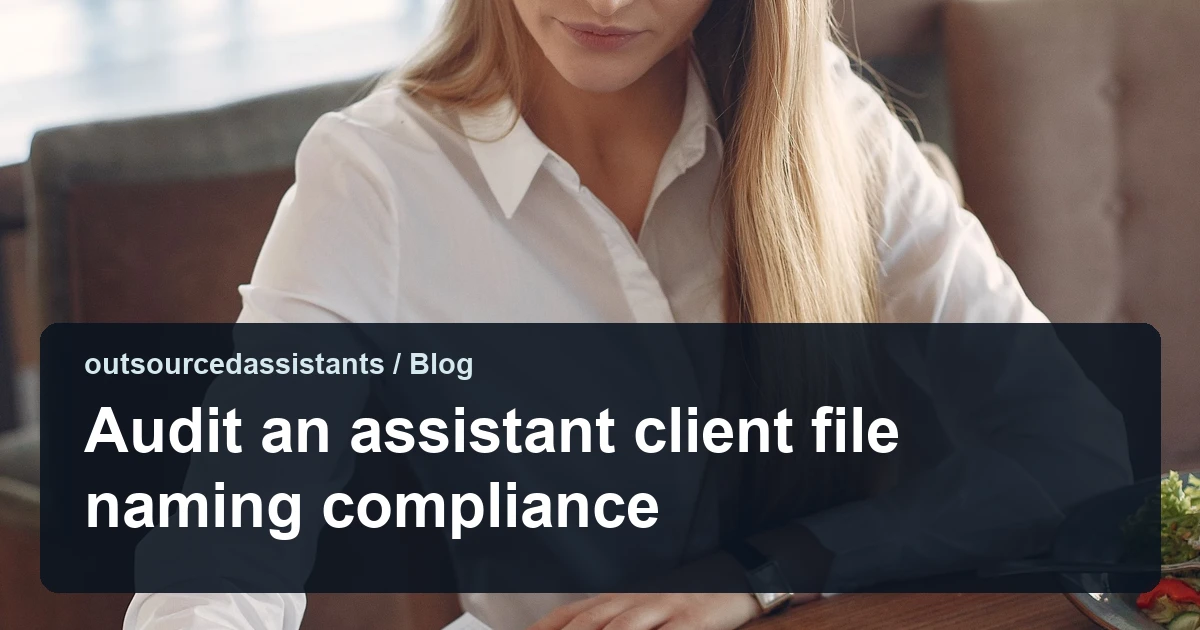 outsourcedassistants / Blog
Audit an assistant client file
naming compliance